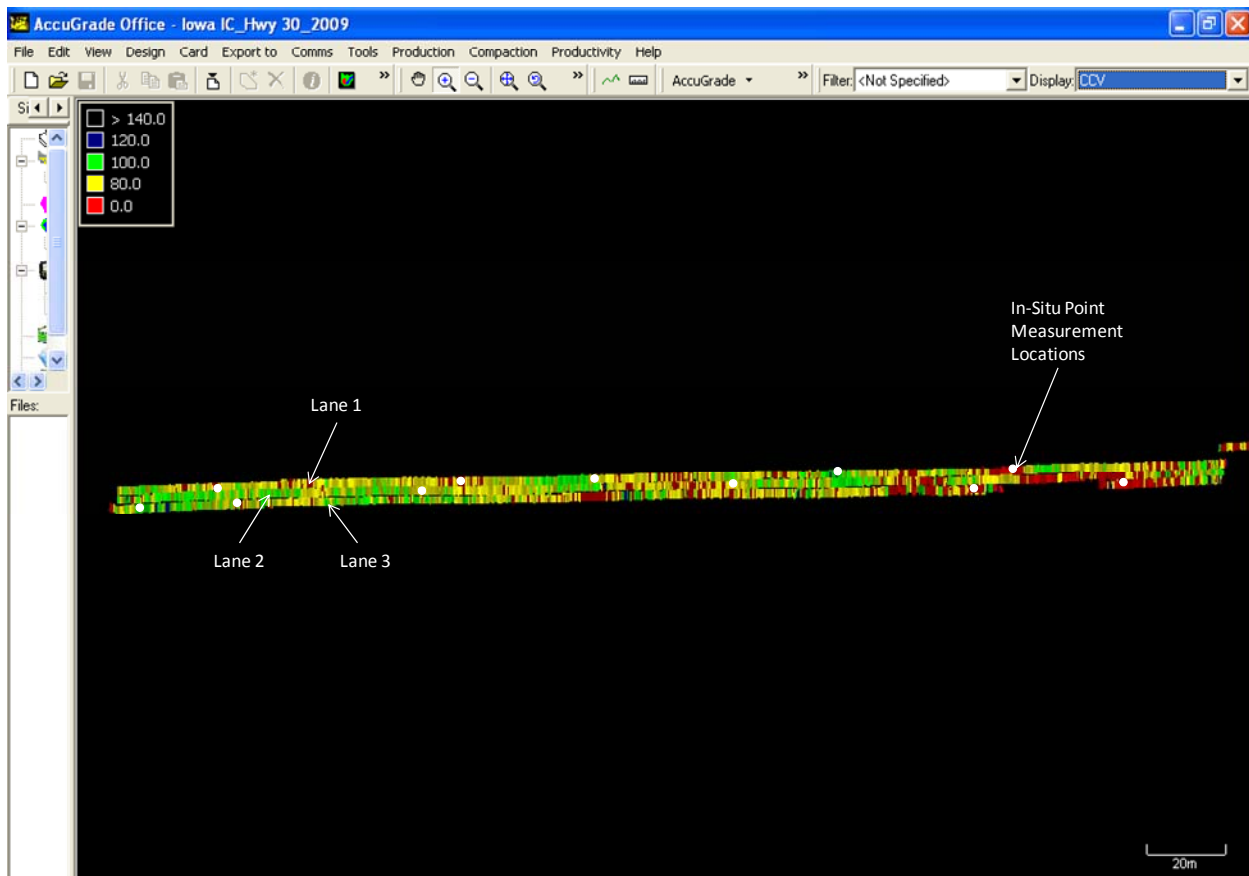 AccuGrade Office - Iowa IC_Hwy 30_2009
File Edit View Design Card Export to Comms Tools Production Compaction Productivity Help
» » AccuGrade » Filter: <Not Specified> Display: CCV
Si
> 140.0
120.0
100.0
80.0
0.0
Files:
In-Situ Point
Measurement
Locations
Lane 1
Lane 2
Lane 3
20m